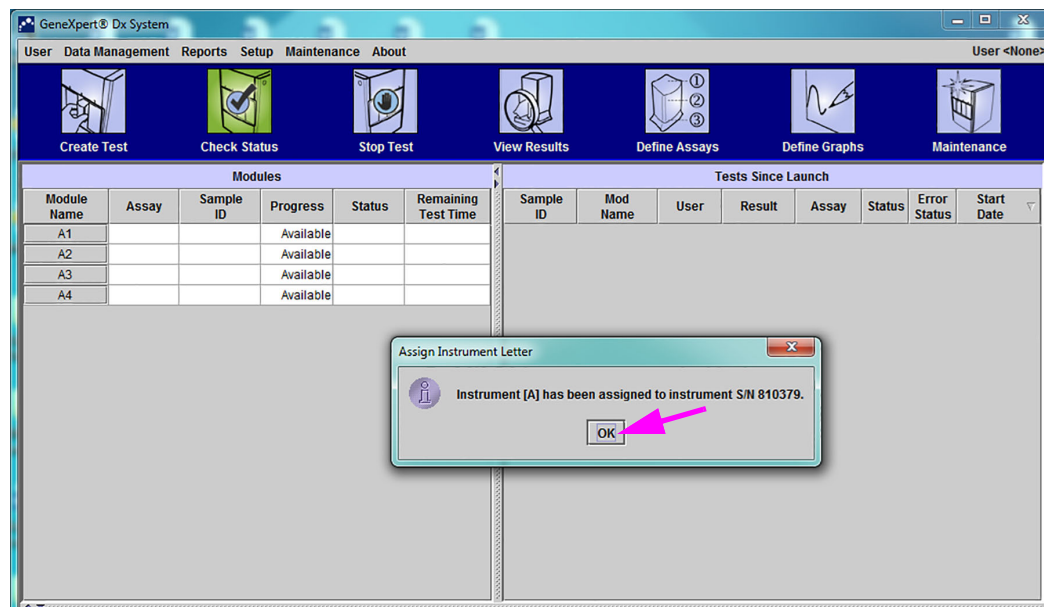 GeneXpert® Dx System
User Data Management Reports Setup Maintenance About
User <None>
1
2
3
Create Test Check Status Stop Test View Results Define Assays Define Graphs Maintenance
Modules
Tests Since Launch
Module Name Assay Sample ID Progress Status Remaining Test Time
Sample ID Mod Name User Result Assay Status Error Status Start Date
A1 Available
A2 Available
A3 Available
A4 Available
Assign Instrument Letter
Instrument [A] has been assigned to instrument S/N 810379.
OK